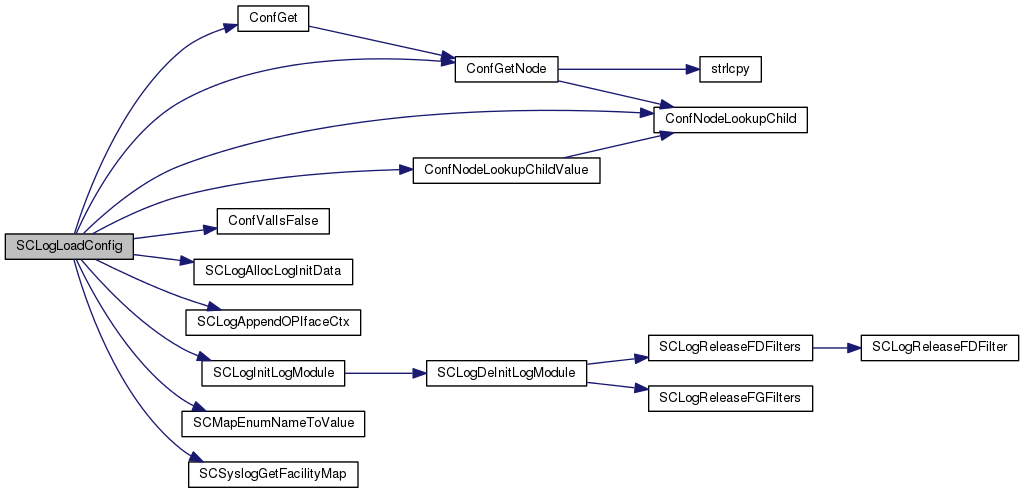 ConfGet
ConfGetNode
strlcpy
ConfNodeLookupChild
ConfNodeLookupChildValue
ConfValIsFalse
SCLogLoadConfig
SCLogAllocLogInitData
SCLogAppendOPIfaceCtx
SCLogReleaseFDFilters
SCLogReleaseFDFilter
SCLogInitLogModule
SCLogDeInitLogModule
SCLogReleaseFGFilters
SCMapEnumNameToValue
SCSyslogGetFacilityMap